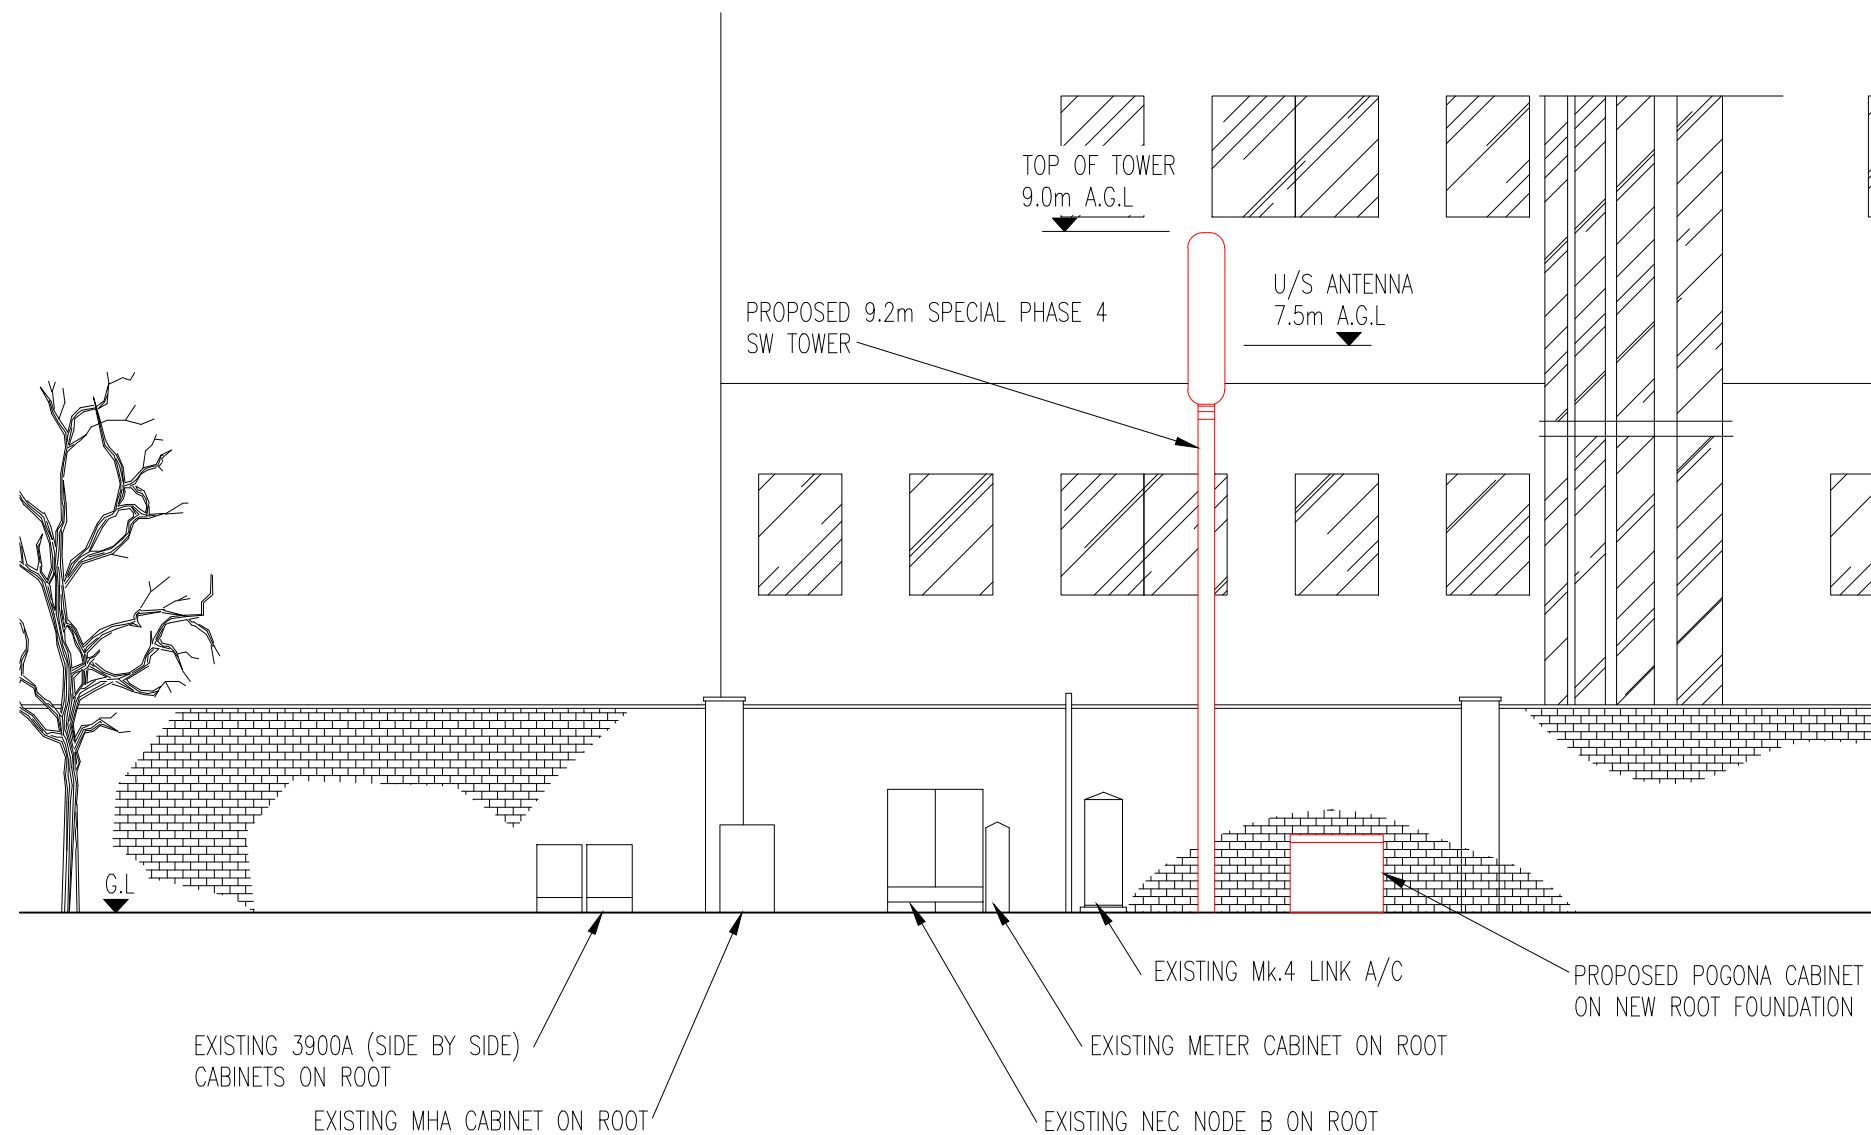 TOP OF TOWER
9.0m A.G.L
U/S ANTENNA
7.5m A.G.L
PROPOSED 9.2m SPECIAL PHASE 4
SW TOWER
G.L
EXISTING Mk.4 LINK A/C
PROPOSED POGONA CABINET
ON NEW ROOT FOUNDATION
EXISTING 3900A (SIDE BY SIDE)
CABINETS ON ROOT
EXISTING METER CABINET ON ROOT
EXISTING MHA CABINET ON ROOT
EXISTING NEC NODE B ON ROOT